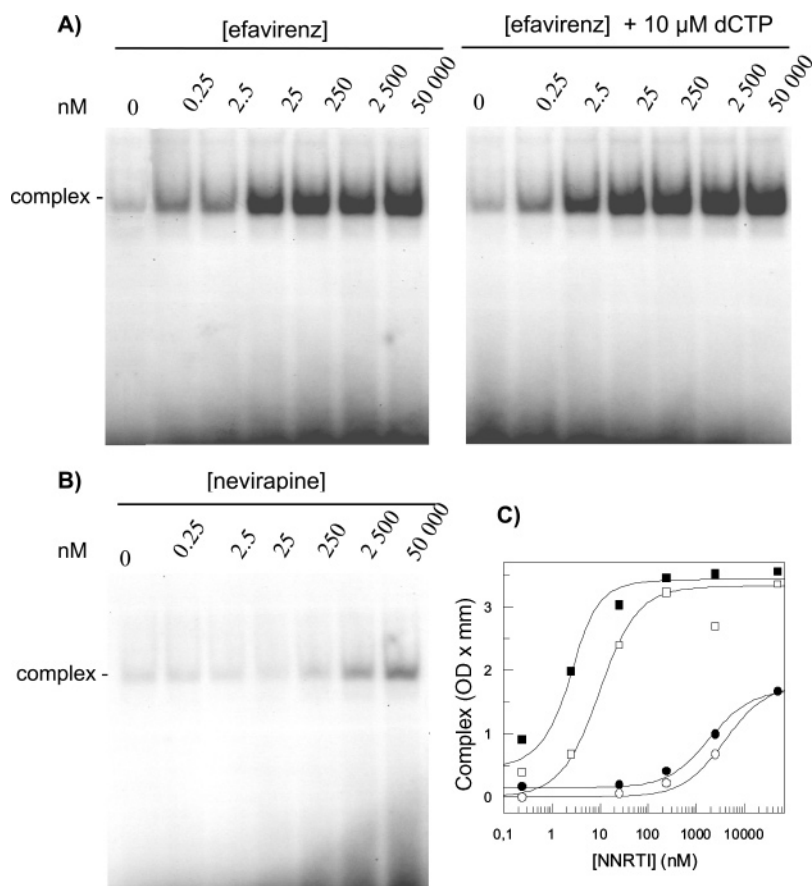 A)
[efavirenz]
[efavirenz] + 10 µM dCTP
nM 0 0.25 2.5 25 250 2 500 50 000
0 0.25 2.5 25 250 2 500 50 000
complex -
B)
[nevirapine]
nM 0 0.25 2.5 25 250 2 500 50 000
complex -
C)
Complex (OD x mm)
3
2
1
0
0,1 1 10 100 1000 10000
[NNRTI] (nM)